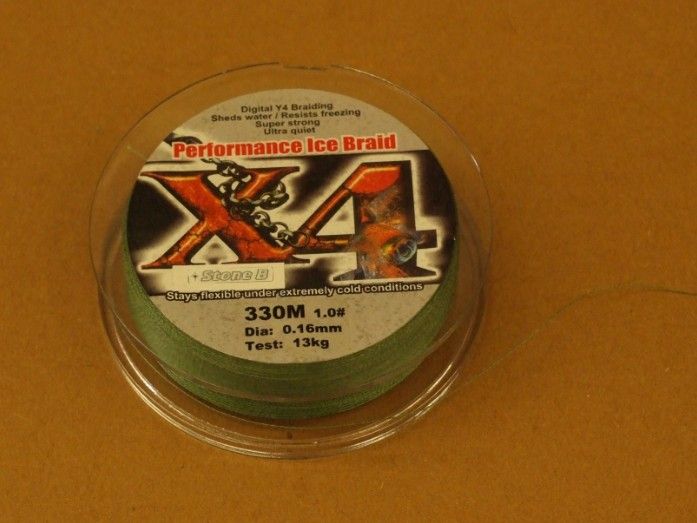 Digital Y4 Braiding
Sheds water / Resists freezing
Super strong
Ultra quiet
Performance Ice Braid
X4
Stone B
Stays flexible under extremely cold conditions
330M 1.0#
Dia: 0.16mm
Test: 13kg